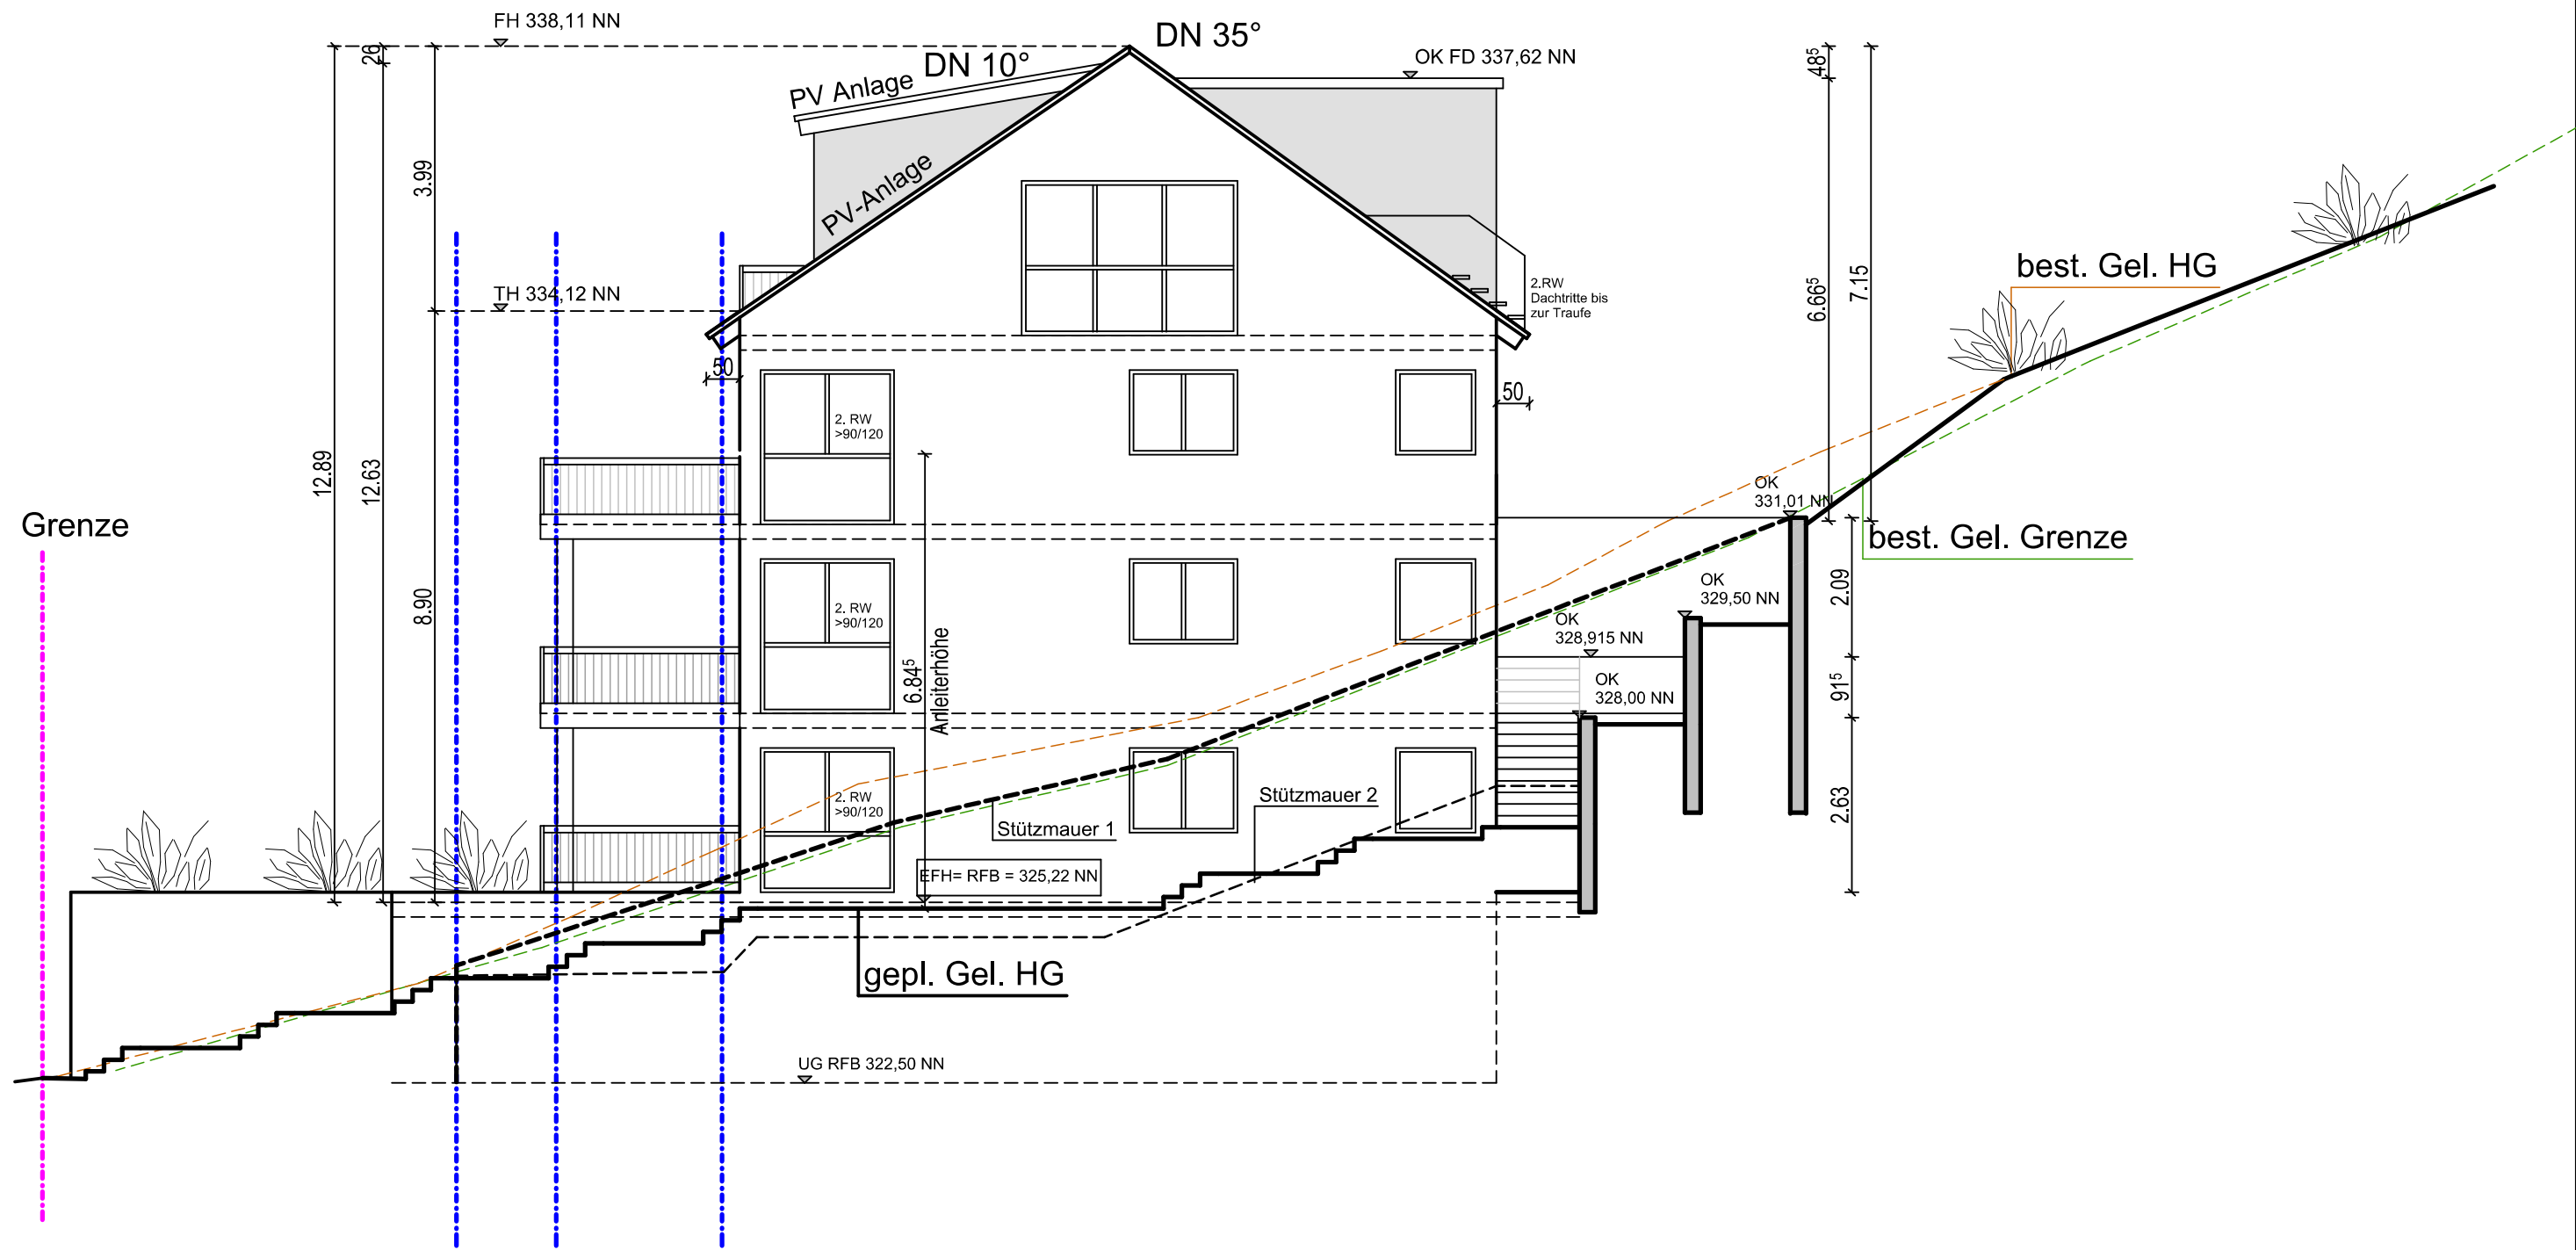 FH 338,11 NN
DN 35°
DN 10°
OK FD 337,62 NN
PV Anlage
PV-Anlage
26
48⁵
3.99
TH 334,12 NN
2.RW
Dachtritte bis
zur Traufe
6.66⁵
7.15
best. Gel. HG
50
50
2. RW
>90/120
12.89
12.63
OK
331,01 NN
Grenze
best. Gel. Grenze
8.90
2. RW
>90/120
OK
329,50 NN
2.09
OK
328,915 NN
6.84⁵
Anleiterhöhe
OK
328,00 NN
91⁵
2. RW
>90/120
Stützmauer 2
Stützmauer 1
2.63
EFH= RFB = 325,22 NN
gepl. Gel. HG
UG RFB 322,50 NN